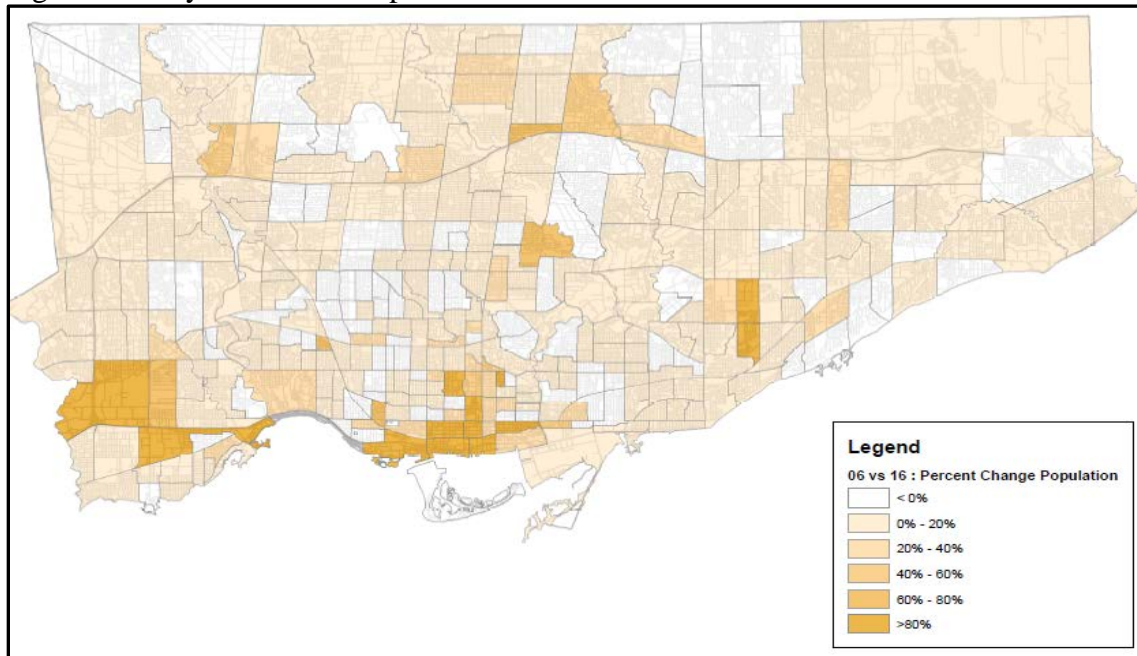 Legend
06 vs 16 : Percent Change Population
< 0%
0% - 20%
20% - 40%
40% - 60%
60% - 80%
>80%